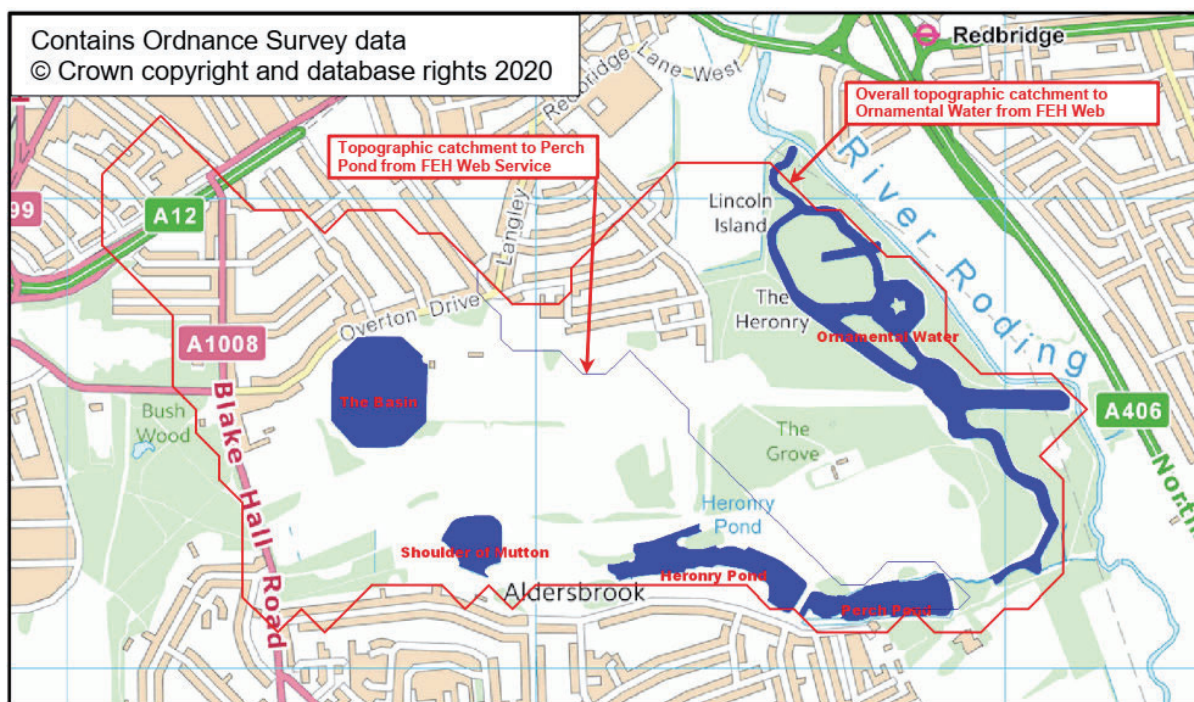 Contains Ordnance Survey data
© Crown copyright and database rights 2020
Redbridge
Redbridge
Lane West
Overall topographic catchment to
Ornamental Water from FEH Web
Topographic catchment to Perch
Pond from FEH Web Service
River Roding
99
A12
Langley
Lincoln
Island
The
Heronry
Overton Drive
Ornamental Water
A1008
The Basin
A406
Bush
Wood
Blake
Hall Road
The
Grove
North
Heronry
Pond
Shoulder of Mutton
Heronry Pond
Aldersbrook
Perch Pond